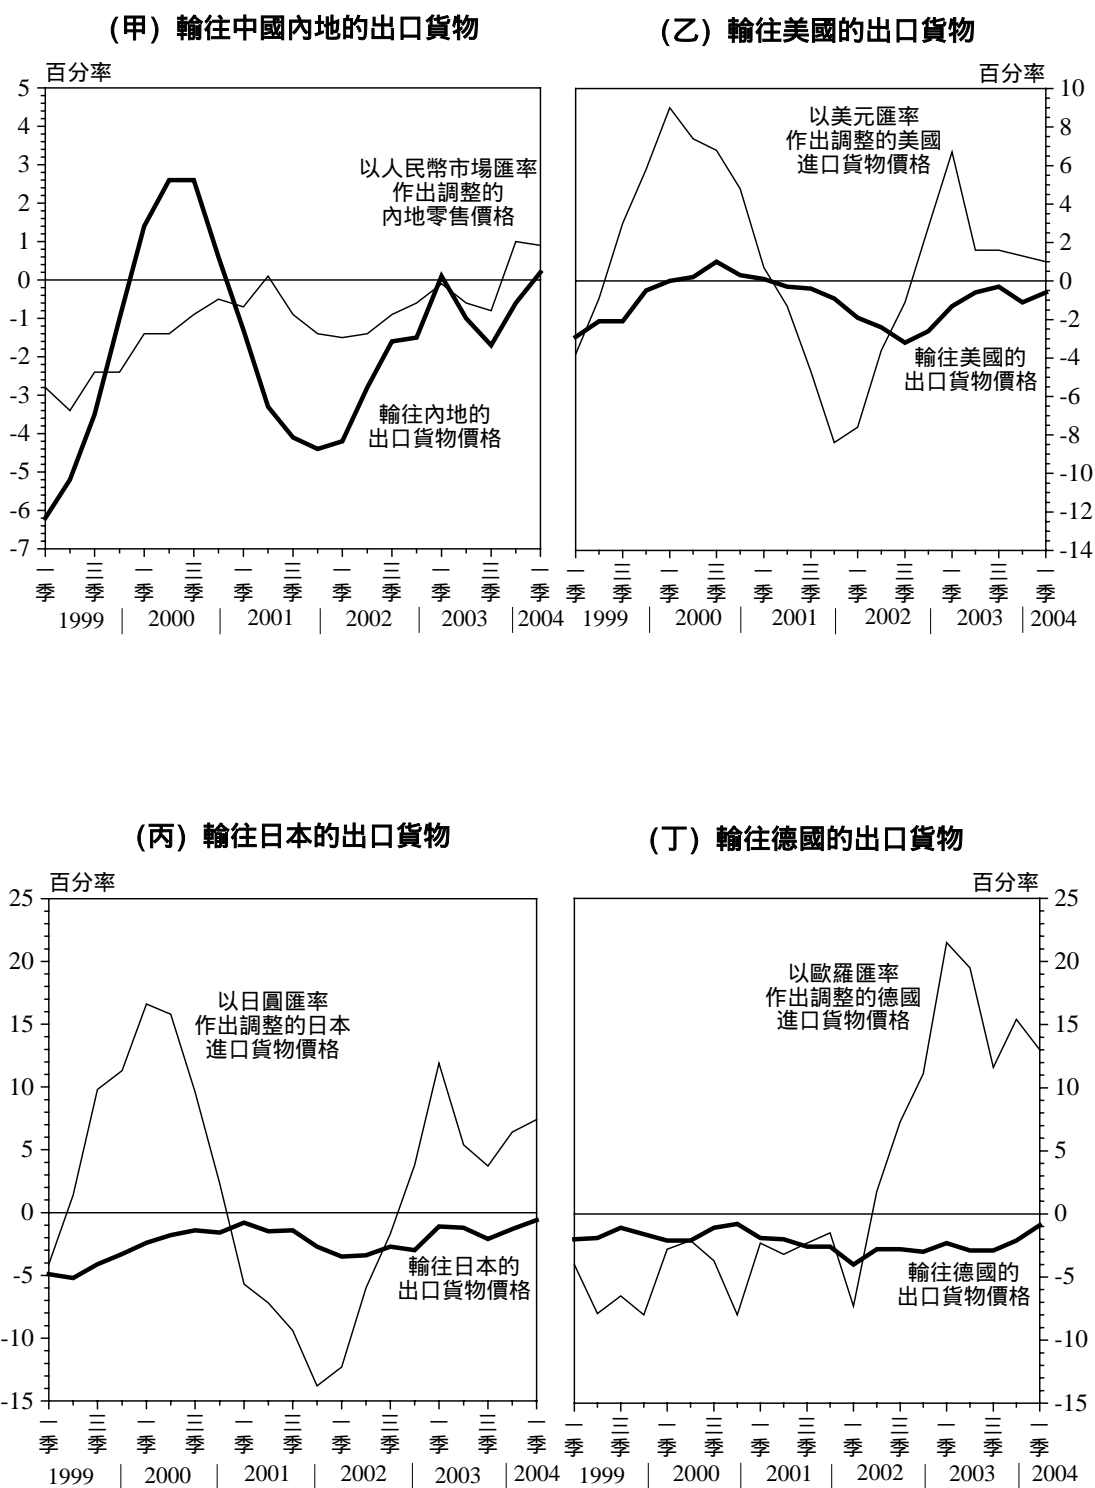 (甲) 輸往中國內地的出口貨物
百分率
5
4
3
2
1
0
-1
-2
-3
-4
-5
-6
-7
以人民幣市場匯率
作出調整的
內地零售價格
輸往內地的
出口貨物價格
一季 三季 一季 三季 一季 三季 一季 三季 一季 三季 一季
1999 2000 2001 2002 2003 2004
(乙) 輸往美國的出口貨物
百分率
10
8
6
4
2
0
-2
-4
-6
-8
-10
-12
-14
以美元匯率
作出調整的美國
進口貨物價格
輸往美國的
出口貨物價格
一季 三季 一季 三季 一季 三季 一季 三季 一季 三季 一季
1999 2000 2001 2002 2003 2004
(丙) 輸往日本的出口貨物
百分率
25
20
15
10
5
0
-5
-10
-15
以日圓匯率
作出調整的日本
進口貨物價格
輸往日本的
出口貨物價格
一季 三季 一季 三季 一季 三季 一季 三季 一季 三季 一季
1999 2000 2001 2002 2003 2004
(丁) 輸往德國的出口貨物
百分率
25
20
15
10
5
0
-5
-10
-15
以歐羅匯率
作出調整的德國
進口貨物價格
輸往德國的
出口貨物價格
一季 三季 一季 三季 一季 三季 一季 三季 一季 三季 一季
1999 2000 2001 2002 2003 2004